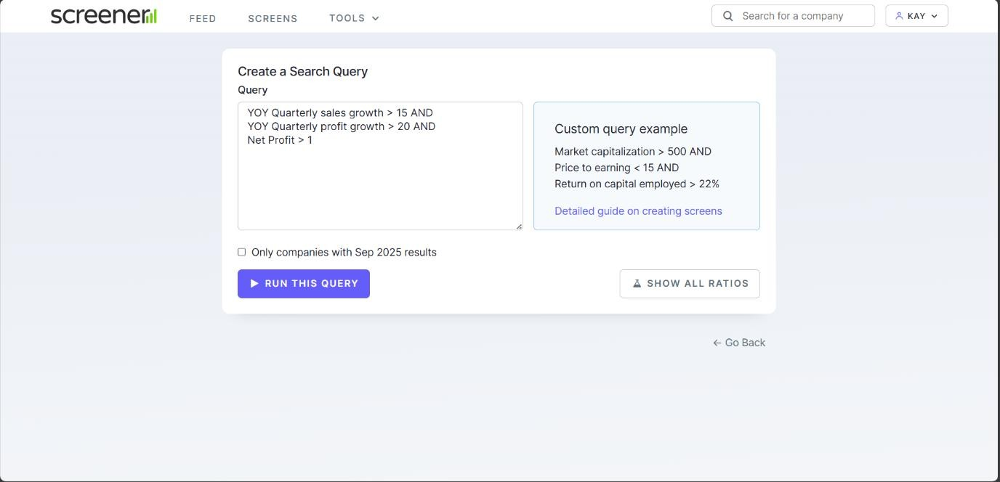 screener
FEED
SCREENS
TOOLS
Search for a company
KAY
Create a Search Query
Query
YOY Quarterly sales growth > 15 AND
YOY Quarterly profit growth > 20 AND
Net Profit > 1
Custom query example
Market capitalization > 500 AND
Price to earning < 15 AND
Return on capital employed > 22%
Detailed guide on creating screens
Only companies with Sep 2025 results
RUN THIS QUERY
SHOW ALL RATIOS
← Go Back